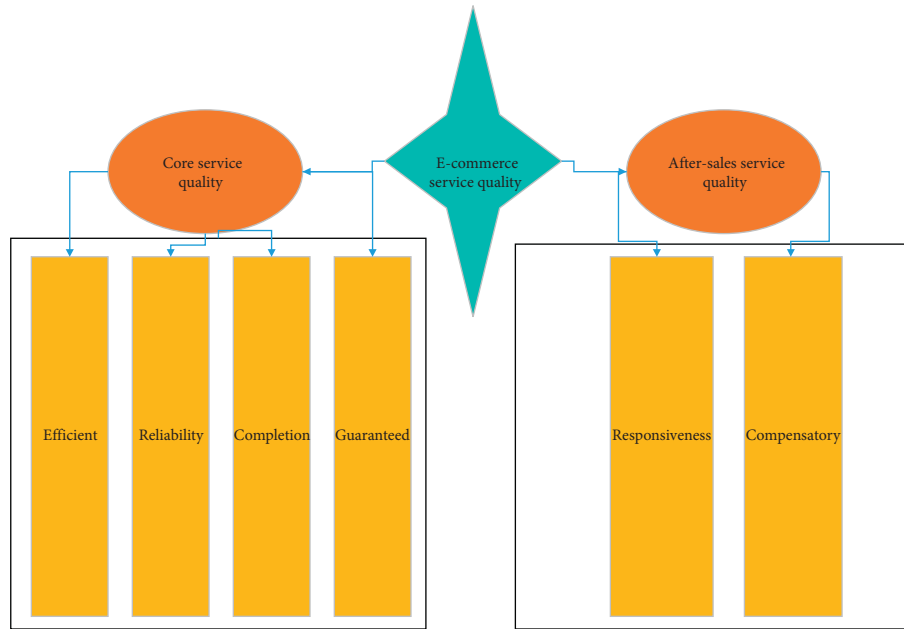 Core service
quality
E-commerce
service quality
After-sales service
quality
Efficient
Reliability
Completion
Guaranteed
Responsiveness
Compensatory